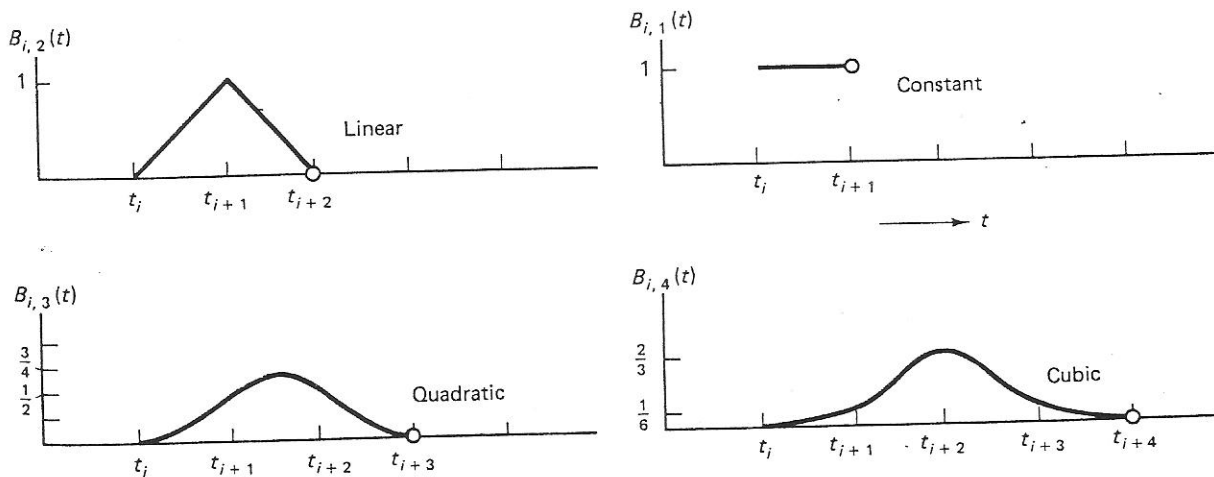 B_{i, 2}(t)
1
Linear
t_i
t_{i + 1}
t_{i + 2}
B_{i, 1}(t)
1
Constant
t_i
t_{i + 1}
t
B_{i, 3}(t)
3/4
1/2
Quadratic
t_i
t_{i + 1}
t_{i + 2}
t_{i + 3}
B_{i, 4}(t)
2/3
1/6
Cubic
t_i
t_{i + 1}
t_{i + 2}
t_{i + 3}
t_{i + 4}